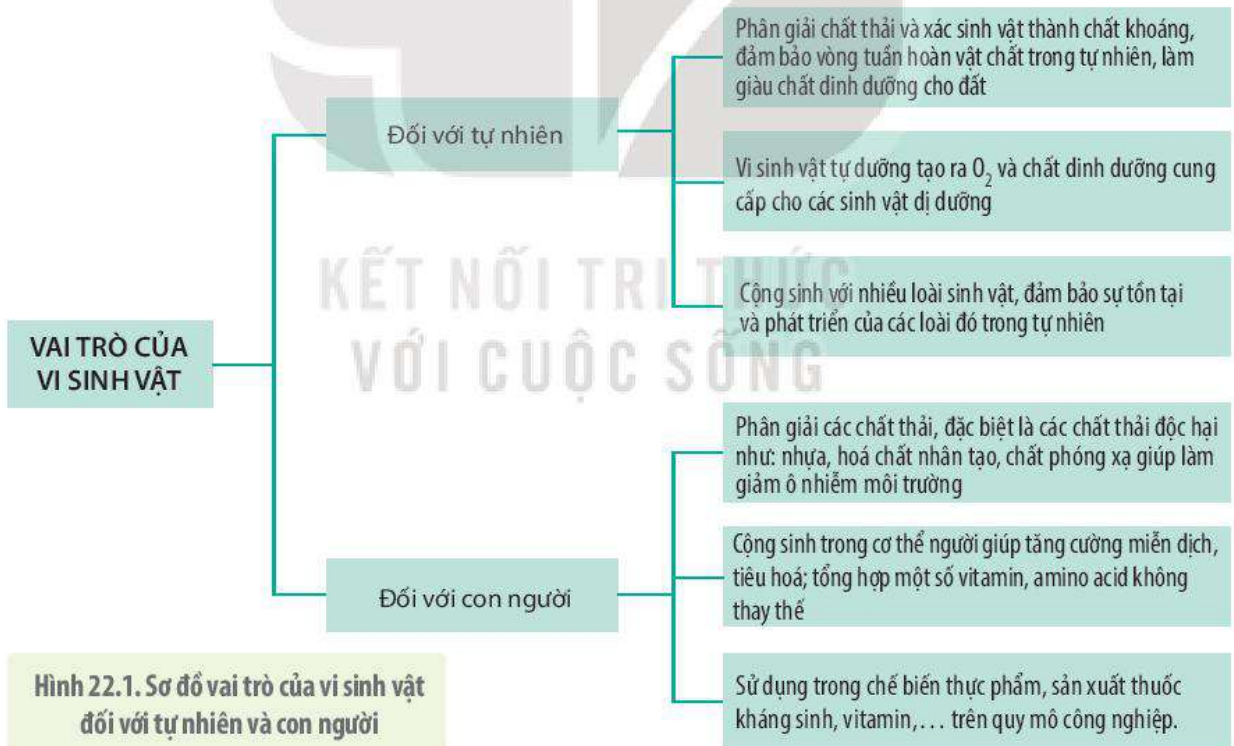 VAI TRÒ CỦA
VI SINH VẬT
Đối với tự nhiên
Phân giải chất thải và xác sinh vật thành chất khoáng,
đảm bảo vòng tuần hoàn vật chất trong tự nhiên, làm
giàu chất dinh dưỡng cho đất
Vi sinh vật tự dưỡng tạo ra O₂ và chất dinh dưỡng cung
cấp cho các sinh vật dị dưỡng
Cộng sinh với nhiều loài sinh vật, đảm bảo sự tồn tại
và phát triển của các loài đó trong tự nhiên
KẾT NỐI TRI THỨC
VỚI CUỘC SỐNG
Đối với con người
Phân giải các chất thải, đặc biệt là các chất thải độc hại
như: nhựa, hoá chất nhân tạo, chất phóng xạ giúp làm
giảm ô nhiễm môi trường
Cộng sinh trong cơ thể người giúp tăng cường miễn dịch,
tiêu hoá; tổng hợp một số vitamin, amino acid không
thay thế
Sử dụng trong chế biến thực phẩm, sản xuất thuốc
kháng sinh, vitamin,… trên quy mô công nghiệp.
Hình 22.1. Sơ đồ vai trò của vi sinh vật
đối với tự nhiên và con người